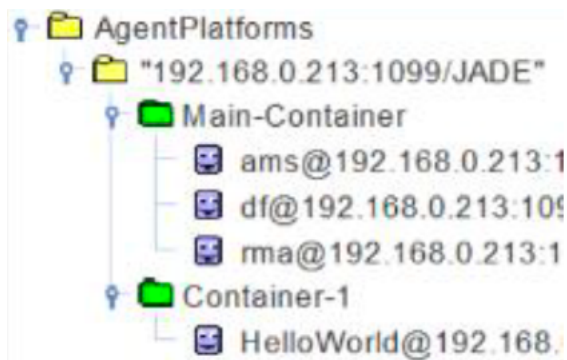 AgentPlatforms
"192.168.0.213:1099/JADE"
Main-Container
ams@192.168.0.213:1
df@192.168.0.213:109
rma@192.168.0.213:1
Container-1
HelloWorld@192.168.